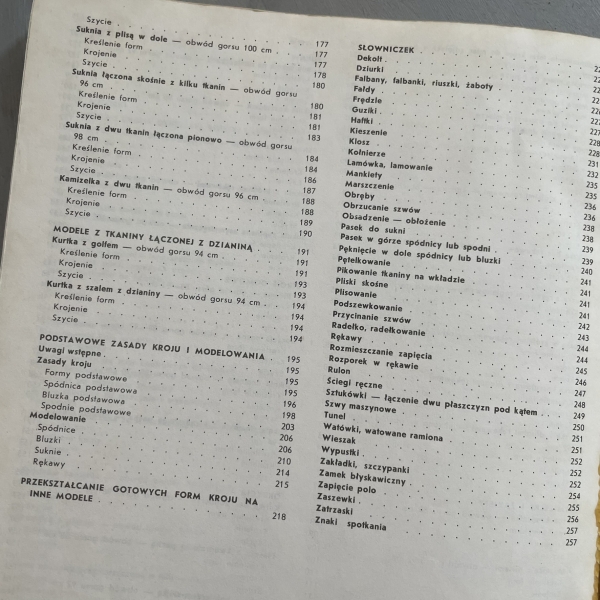 Szycie . . . 177
Suknia z plisą w dole — obwód gorsu 100 cm . 177
Kreślenie form . . . 177
Krojenie . . . 178
Szycie . . . 180
Suknia łączona skośnie z kilku tkanin — obwód gorsu
96 cm . . . 180
Kreślenie form . . . 181
Krojenie . . . 181
Szycie . . . 183
Suknia z dwu tkanin łączona pionowo — obwód gorsu
98 cm . . . 184
Kreślenie form . . . 184
Krojenie . . . 186
Szycie . . . 187
Kamizelka z dwu tkanin — obwód gorsu 96 cm . . 188
Kreślenie form . . . 188
Krojenie . . . 189
Szycie . . . 190
MODELE Z TKANINY ŁĄCZONEJ Z DZIANINĄ . . . 191
Kurtka z golfem — obwód gorsu 94 cm . . . 191
Kreślenie form . . . 191
Krojenie . . . 193
Szycie . . . 193
Kurtka z szalem z dzianiny — obwód gorsu 94 cm . . 194
Kreślenie form . . . 194
Krojenie . . . 194
Szycie . . . 194
PODSTAWOWE ZASADY KROJU I MODELOWANIA . 195
Uwagi wstępne . . . 195
Zasady kroju . . . 195
Formy podstawowe . . . 195
Spódnica podstawowa . . . 196
Bluzka podstawowa . . . 198
Spodnie podstawowe . . . 203
Modelowanie . . . 206
Spódnice . . . 206
Bluzki . . . 210
Suknie . . . 214
Rękawy . . . 215
PRZEKSZTAŁCANIE GOTOWYCH FORM KROJU NA
INNE MODELE . . . 218
SŁOWNICZEK . . .
Dekolt . . .
Dziurki . . .
Falbany, falbanki, riuszki, żaboty . . .
Fałdy . . .
Frędzle . . .
Guziki . . . 227
Haftki . . . 228
Kieszenie . . . 228
Klosz . . . 231
Kołnierze . . . 232
Lamówka, lamowanie . . . 235
Mankiety . . . 235
Marszczenie . . . 236
Obręby . . . 236
Obrzucanie szwów . . . 238
Obsadzenie — obłożenie . . . 238
Pasek do sukni . . . 239
Pasek w górze spódnicy lub spodni . . . 239
Pęknięcie w dole spódnicy lub bluzki . . . 240
Pętelkowanie . . . 241
Pikowanie tkaniny na wkładzie . . . 241
Pliski skośne . . . 241
Plisowanie . . . 241
Podszewkowanie . . . 242
Przycinanie szwów . . . 243
Radełko, radełkowanie . . . 244
Rękawy . . . 244
Rozmieszczanie zapięcia . . . 245
Rozporek w rękawie . . . 246
Rulon . . . 247
Ściegi ręczne . . . 248
Sztukówki — łączenie dwu płaszczyzn pod kątem . . . 249
Szwy maszynowe . . . 250
Tunel . . . 251
Watówki, watowane ramiona . . . 251
Wieszak . . . 252
Wypustki . . . 252
Zakładki, szczypanki . . . 252
Zamek błyskawiczny . . . 254
Zapięcie polo . . . 255
Zaszewki . . . 256
Zatrzaski . . . 257
Znaki spotkania . . . 257